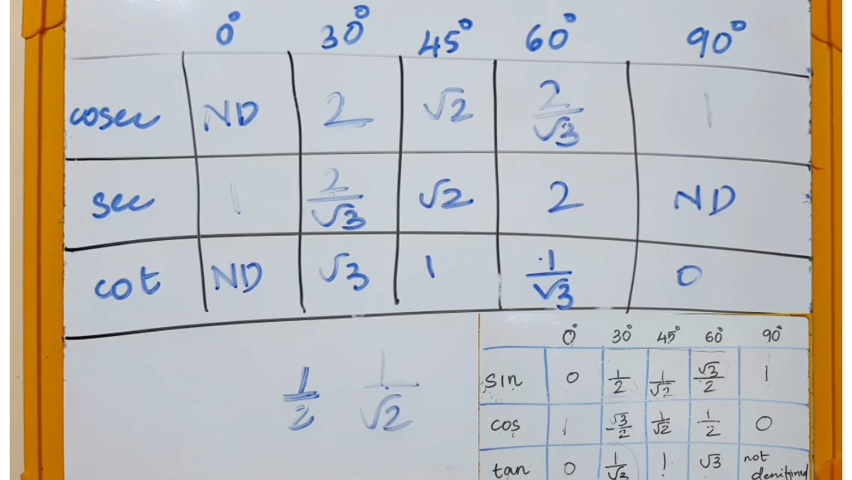 0° 30° 45° 60° 90°
cosec ND 2 √2 2/√3 1
sec 1 2/√3 √2 2 ND
cot ND √3 1 1/√3 0
1/2 1/√2
0° 30° 45° 60° 90°
sin 0 1/2 1/√2 √3/2 1
cos 1 √3/2 1/√2 1/2 0
tan 0 1/√3 1 √3 not